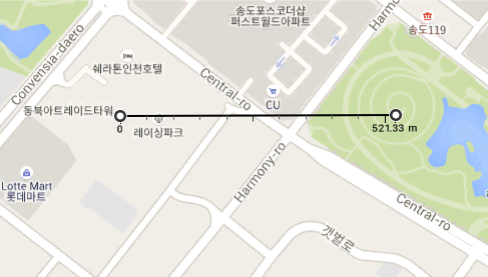 송도포스코더샵
퍼스트월드아파트
Harmony-ro
송도119
Convensia-daero
쉐라톤인천호텔
Central-ro
CU
동북아트레이드타워
0
레이싱파크
521.33 m
Harmony-ro
Lotte Mart
롯데마트
Central-ro
갯벌로